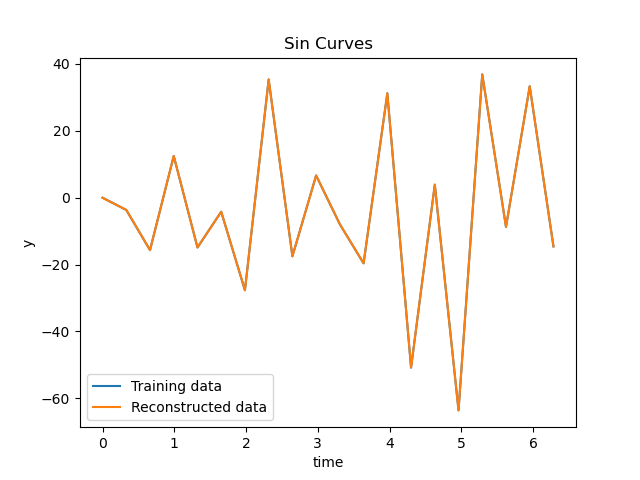 Sin Curves
40
20
0
−20
−40
−60
y
Training data
Reconstructed data
0 1 2 3 4 5 6
time